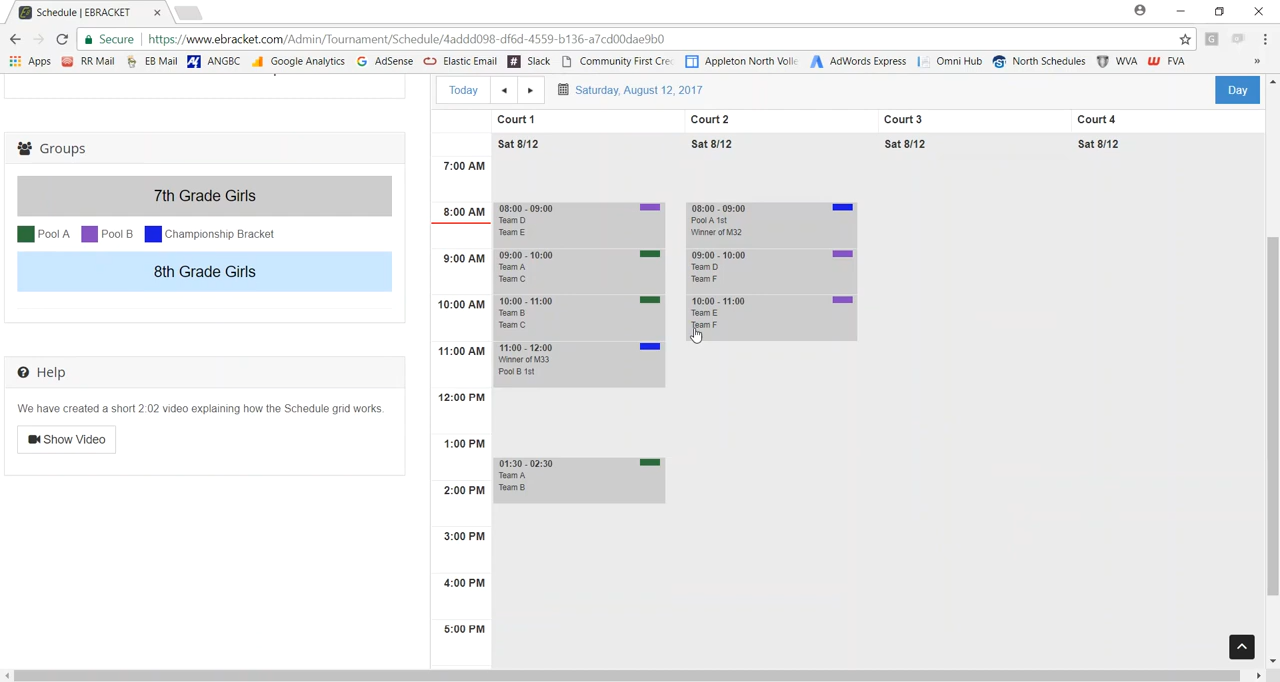 Schedule | EBRACKET
Secure https://www.ebracket.com/Admin/Tournament/Schedule/4addd098-df6d-4559-b136-a7cd00dae9b0
Apps RR Mail EB Mail ANGBC Google Analytics AdSense Elastic Email Slack Community First Cre Appleton North Volle AdWords Express Omni Hub North Schedules WVA FVA »
Today Saturday, August 12, 2017 Day
Court 1 Court 2 Court 3 Court 4
Sat 8/12 Sat 8/12 Sat 8/12 Sat 8/12
Groups
7th Grade Girls
Pool A Pool B Championship Bracket
8th Grade Girls
Help
We have created a short 2:02 video explaining how the Schedule grid works.
Show Video
7:00 AM
8:00 AM
9:00 AM
10:00 AM
11:00 AM
12:00 PM
1:00 PM
2:00 PM
3:00 PM
4:00 PM
5:00 PM
08:00 - 09:00
Team D
Team E
09:00 - 10:00
Team A
Team C
10:00 - 11:00
Team B
Team C
11:00 - 12:00
Winner of M33
Pool B 1st
01:30 - 02:30
Team A
Team B
08:00 - 09:00
Pool A 1st
Winner of M32
09:00 - 10:00
Team D
Team F
10:00 - 11:00
Team E
Team F